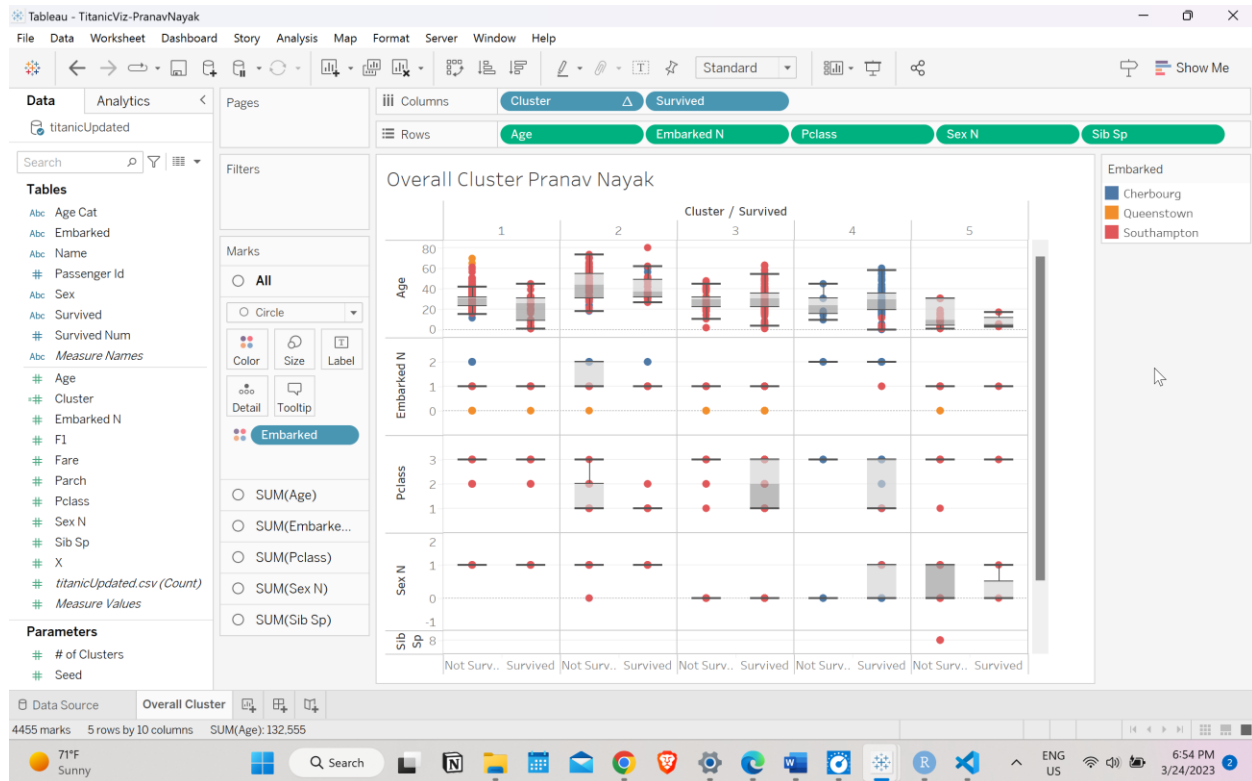 Tableau - TitanicViz-PranavNayak
File Data Worksheet Dashboard Story Analysis Map Format Server Window Help
Standard
Show Me
Data Analytics
titanicUpdated
Search
Tables
Abc Age Cat
Abc Embarked
Abc Name
# Passenger Id
Abc Sex
Abc Survived
# Survived Num
Abc Measure Names
# Age
# Cluster
# Embarked N
# F1
# Fare
# Parch
# Pclass
# Sex N
# Sib Sp
# X
# titanicUpdated.csv (Count)
# Measure Values
Parameters
# # of Clusters
# Seed
Pages
Filters
Marks
All
Circle
Color Size Label
T
Detail Tooltip
Embarked
SUM(Age)
SUM(Embarke...
SUM(Pclass)
SUM(Sex N)
SUM(Sib Sp)
Columns Cluster Survived
Rows Age Embarked N Pclass Sex N Sib Sp
Overall Cluster Pranav Nayak
Cluster / Survived
1 2 3 4 5
Age
80
60
40
20
0
Embarked N
2
1
0
Pclass
3
2
1
Sex N
2
1
0
-1
Sib Sp
8
Not Surv.. Survived Not Surv.. Survived Not Surv.. Survived Not Surv.. Survived Not Surv.. Survived
Embarked
Cherbourg
Queenstown
Southampton
Data Source Overall Cluster
4455 marks 5 rows by 10 columns SUM(Age): 132,555
71°F
Sunny
Search
ENG
US
6:54 PM
3/24/2023
2